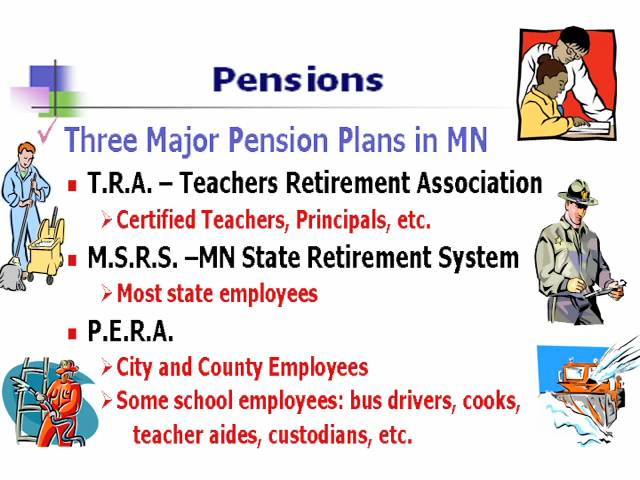 Pensions
Three Major Pension Plans in MN
T.R.A. – Teachers Retirement Association
Certified Teachers, Principals, etc.
M.S.R.S. –MN State Retirement System
Most state employees
P.E.R.A.
City and County Employees
Some school employees: bus drivers, cooks,
teacher aides, custodians, etc.